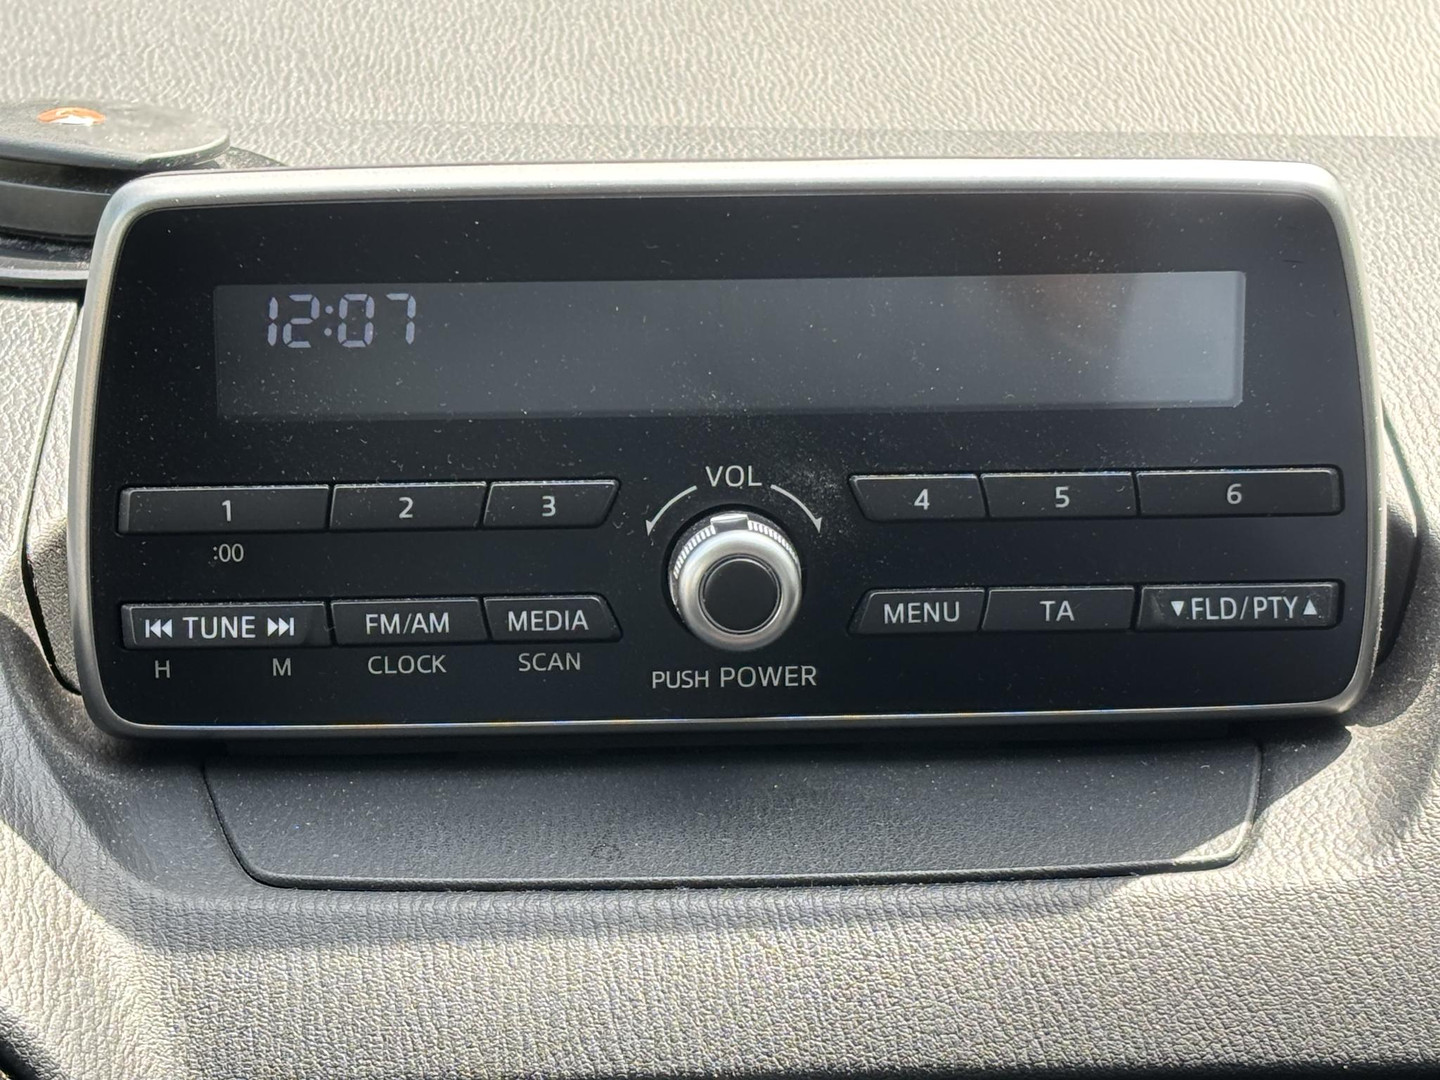 12:07
VOL
1 2 3 4 5 6
:00
⏮ TUNE ⏭ FM/AM MEDIA MENU TA ▼FLD/PTY▲
H M CLOCK SCAN
PUSH POWER